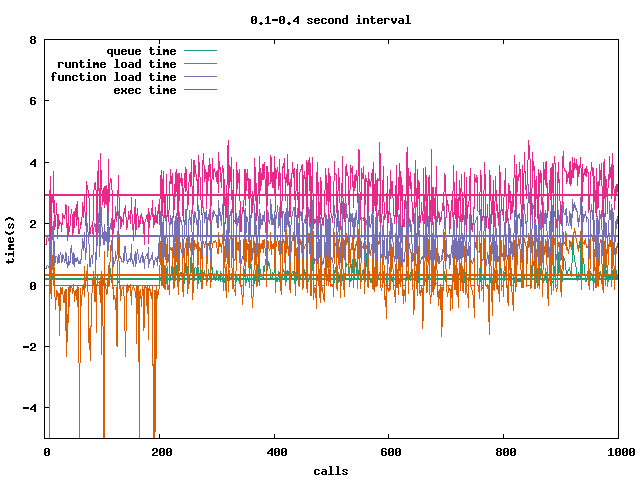 0.1-0.4 second interval
8
6
4
2
0
-2
-4
time(s)
queue time
runtime load time
function load time
exec time
0 200 400 600 800 1000
calls